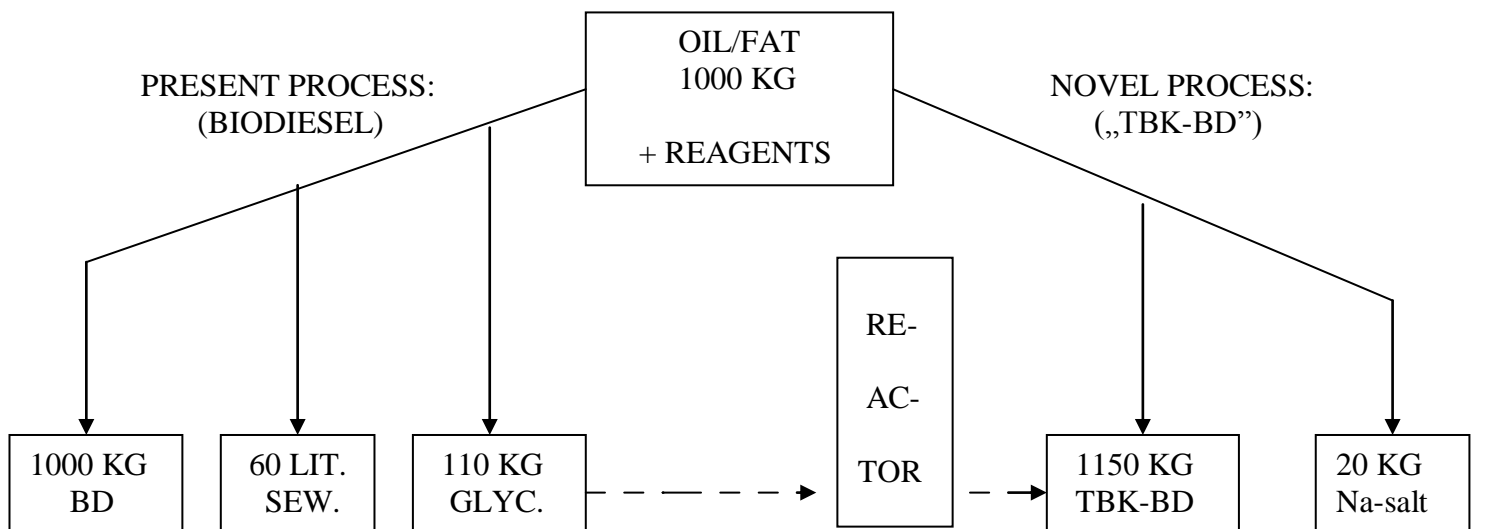 OIL/FAT
1000 KG
+ REAGENTS
PRESENT PROCESS:
(BIODIESEL)
NOVEL PROCESS:
(„TBK-BD”)
RE-
AC-
TOR
1000 KG
BD
60 LIT.
SEW.
110 KG
GLYC.
1150 KG
TBK-BD
20 KG
Na-salt